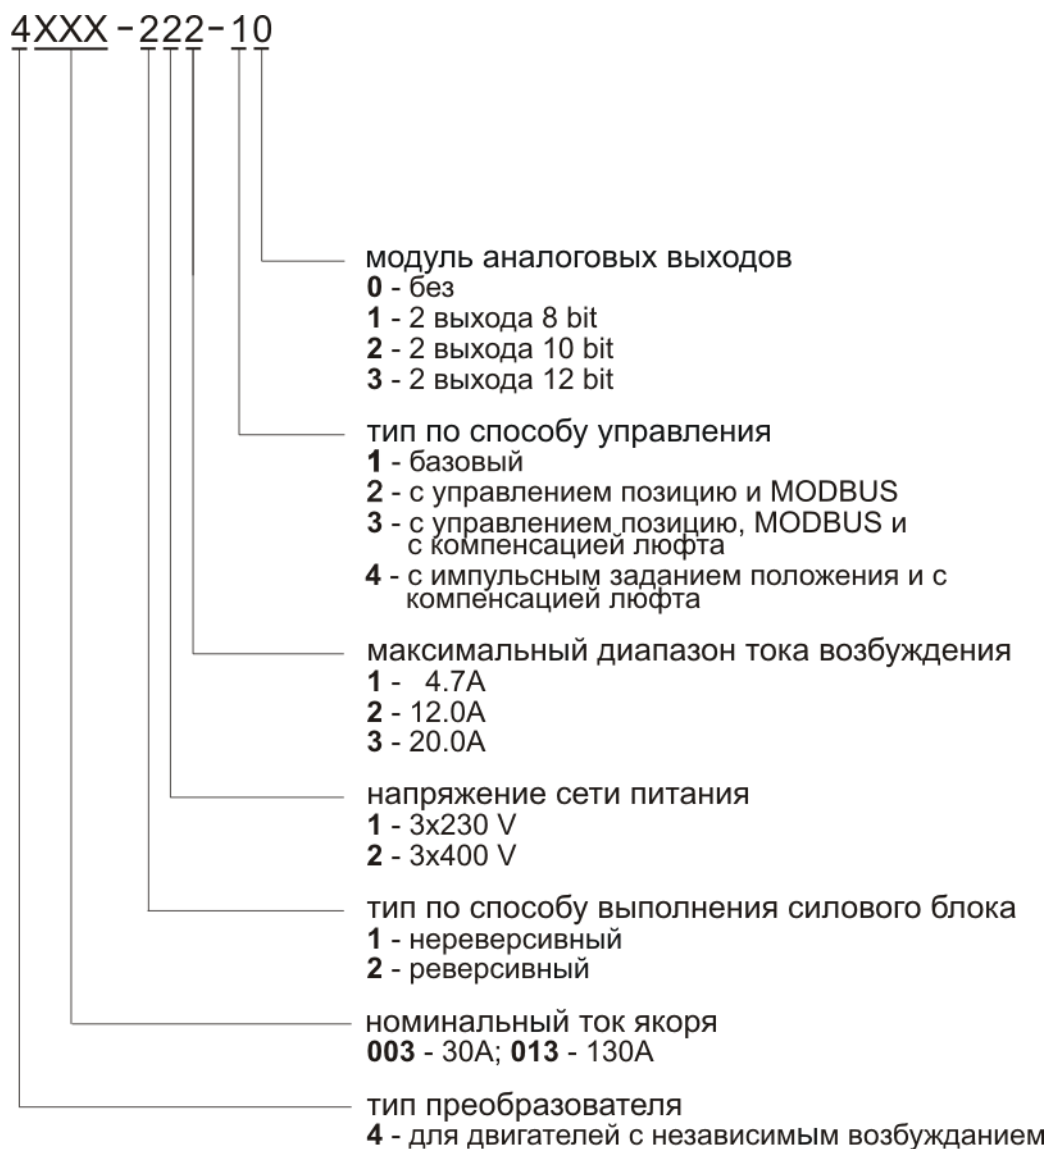 4XXX-222-10
модуль аналоговых выходов
0 - без
1 - 2 выхода 8 bit
2 - 2 выхода 10 bit
3 - 2 выхода 12 bit
тип по способу управления
1 - базовый
2 - с управлением позицию и MODBUS
3 - с управлением позицию, MODBUS и
с компенсацией люфта
4 - с импульсным заданием положения и с
компенсацией люфта
максимальный диапазон тока возбуждения
1 - 4.7A
2 - 12.0A
3 - 20.0A
напряжение сети питания
1 - 3x230 V
2 - 3x400 V
тип по способу выполнения силового блока
1 - нереверсивный
2 - реверсивный
номинальный ток якоря
003 - 30A; 013 - 130A
тип преобразователя
4 - для двигателей с независимым возбужданием